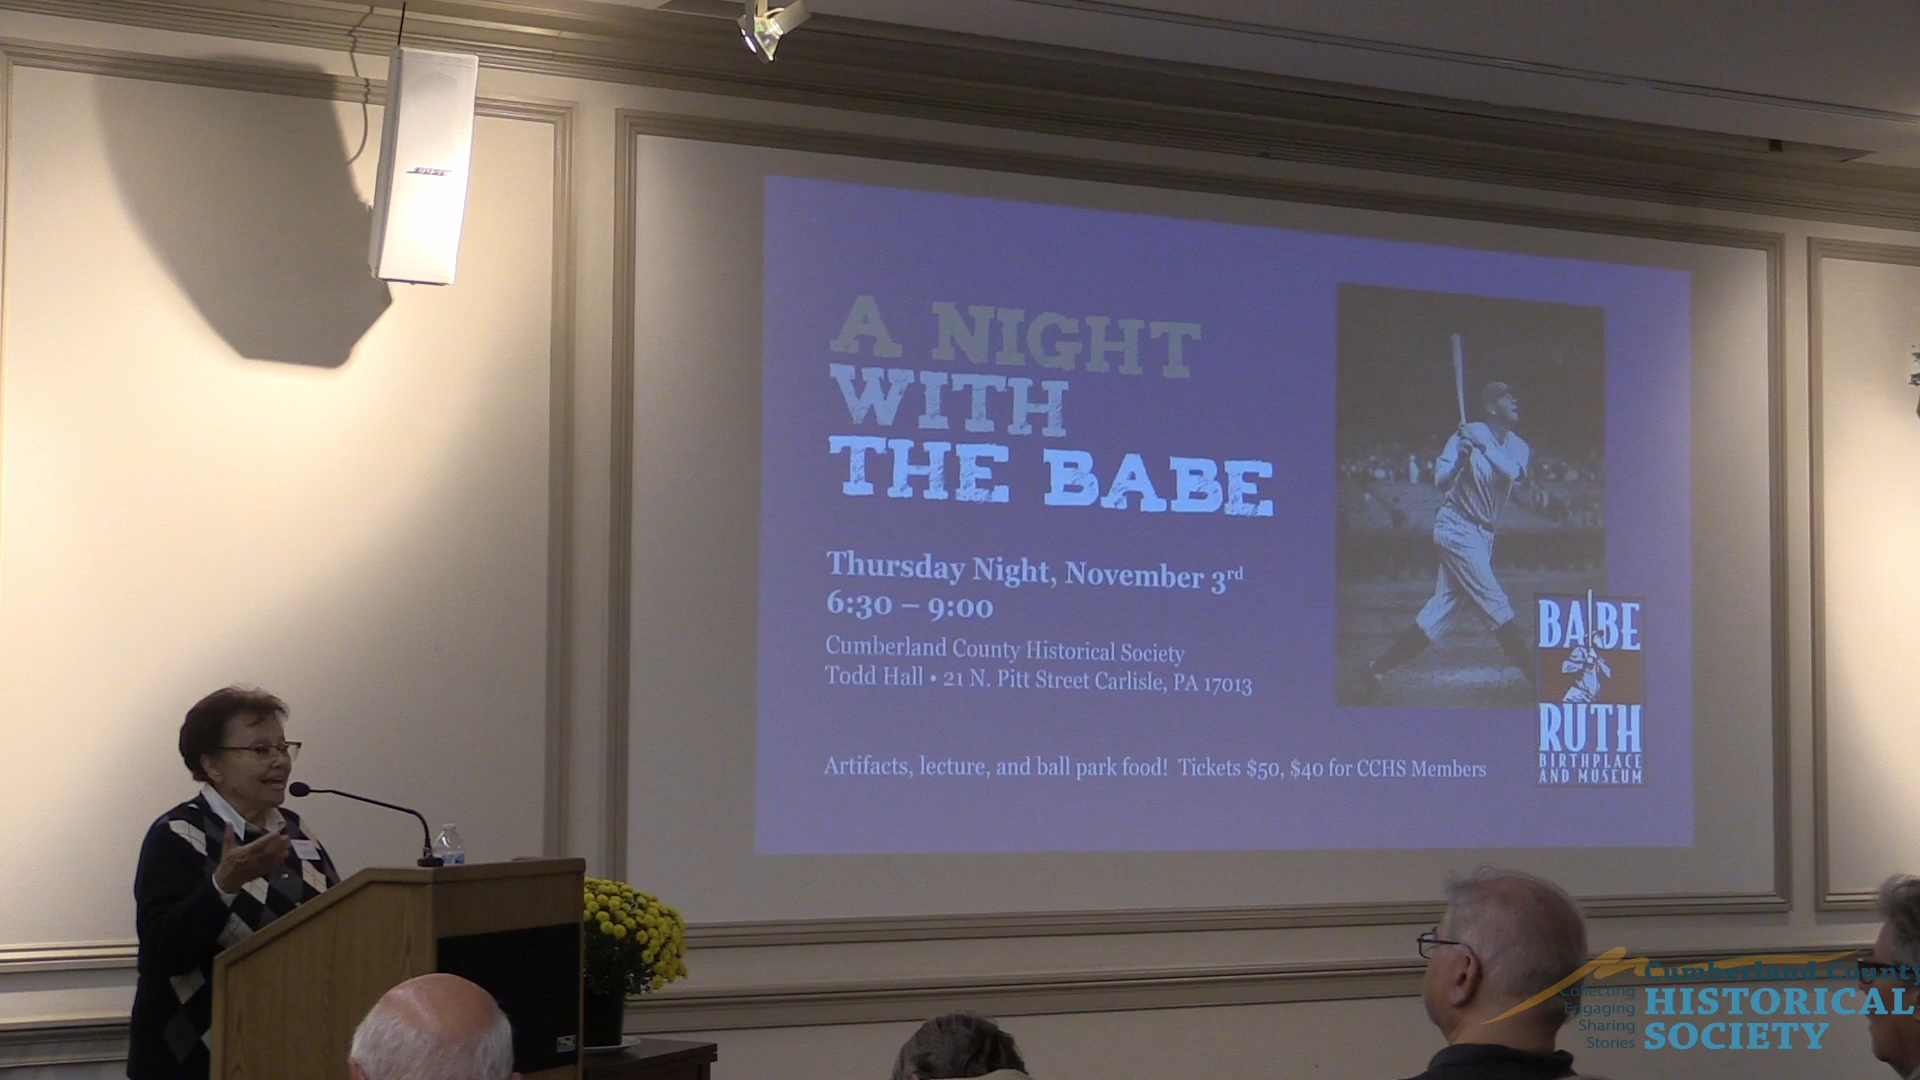 A NIGHT
WITH
THE BABE
Thursday Night, November 3rd
6:30 – 9:00
Cumberland County Historical Society
Todd Hall • 21 N. Pitt Street Carlisle, PA 17013
Artifacts, lecture, and ball park food! Tickets $50, $40 for CCHS Members
BABE
RUTH
BIRTHPLACE
AND MUSEUM
Cumberland County
HISTORICAL
SOCIETY
Collecting
Engaging
Sharing
Stories